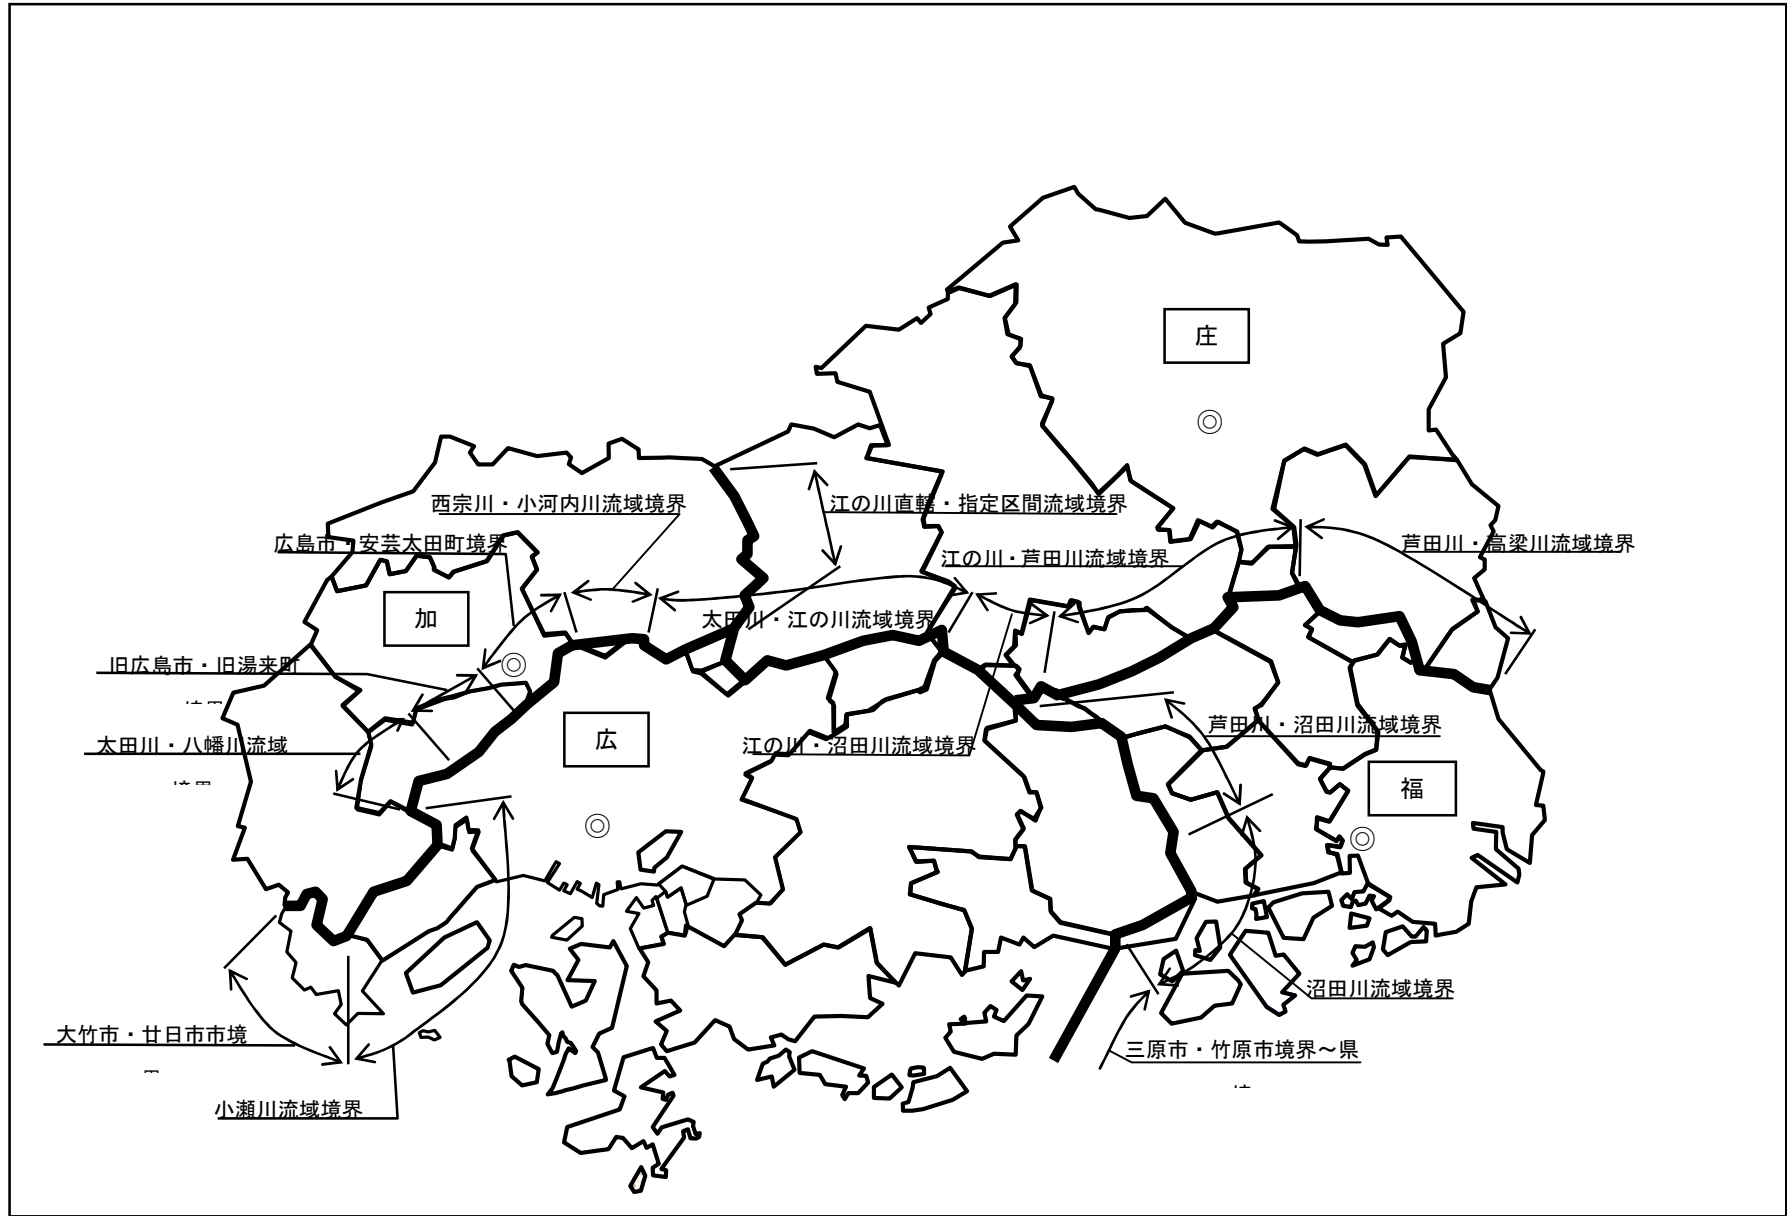 庄
◎
西宗川・小河内川流域境界
江の川直轄・指定区間流域境界
広島市・安芸太田町境界
江の川・芦田川流域境界
芦田川・高梁川流域境界
加
太田川・江の川流域境界
旧広島市・旧湯来町
◎
芦田川・沼田川流域境界
太田川・八幡川流域
広
江の川・沼田川流域境界
福
◎
◎
沼田川流域境界
大竹市・廿日市市境
三原市・竹原市境界～県
小瀬川流域境界